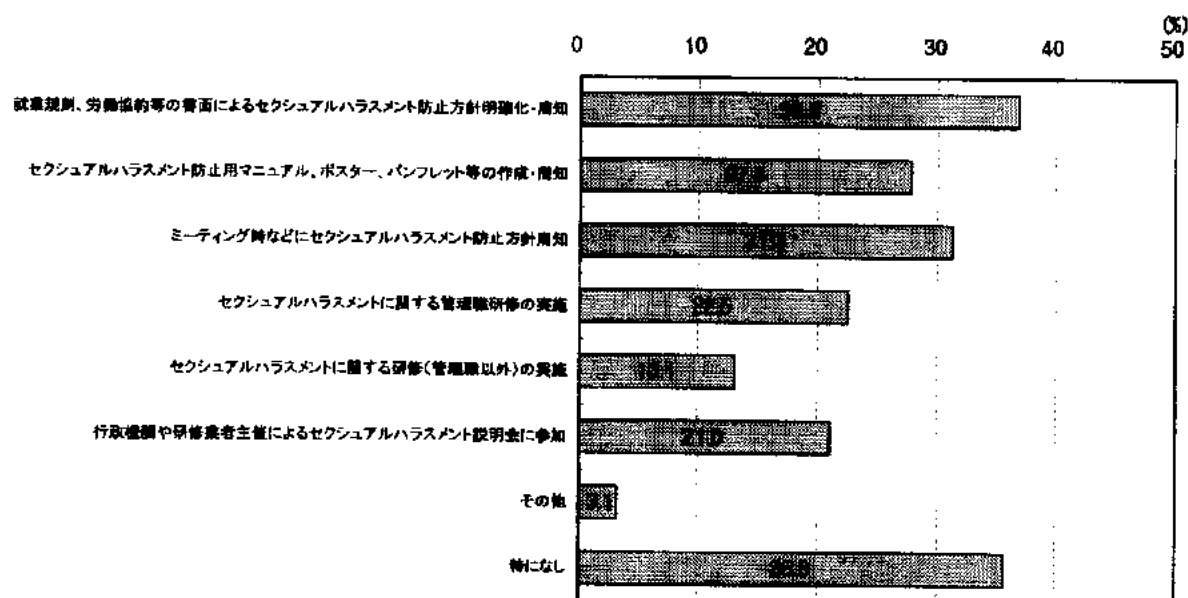 (%)
0 10 20 30 40 50
就業規則、労働協約等の書面によるセクシュアルハラスメント防止方針明確化・周知
セクシュアルハラスメント防止用マニュアル、ポスター、パンフレット等の作成・周知
ミーティング時などにセクシュアルハラスメント防止方針周知
セクシュアルハラスメントに関する管理職研修の実施
22.6
セクシュアルハラスメントに関する研修(管理職以外)の実施
13.1
行政機関や研修業者主催によるセクシュアルハラスメント説明会に参加
21.0
その他
3.1
特になし